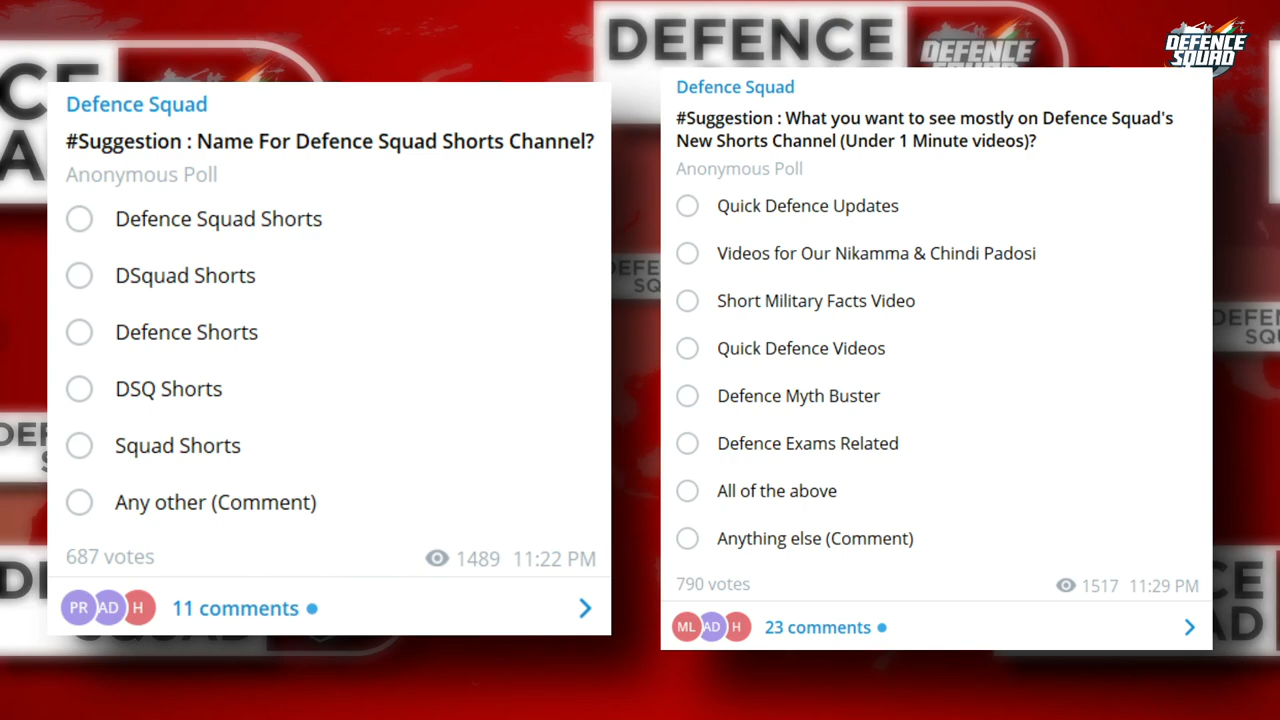 DEFENCE
DEFENCE
SQUAD
DEFENCE
SQUAD
Defence Squad
#Suggestion : Name For Defence Squad Shorts Channel?
Anonymous Poll
Defence Squad Shorts
DSquad Shorts
Defence Shorts
DSQ Shorts
Squad Shorts
Any other (Comment)
687 votes
1489 11:22 PM
PR AD H 11 comments
Defence Squad
#Suggestion : What you want to see mostly on Defence Squad's
New Shorts Channel (Under 1 Minute videos)?
Anonymous Poll
Quick Defence Updates
Videos for Our Nikamma & Chindi Padosi
Short Military Facts Video
Quick Defence Videos
Defence Myth Buster
Defence Exams Related
All of the above
Anything else (Comment)
790 votes
1517 11:29 PM
ML AD H 23 comments